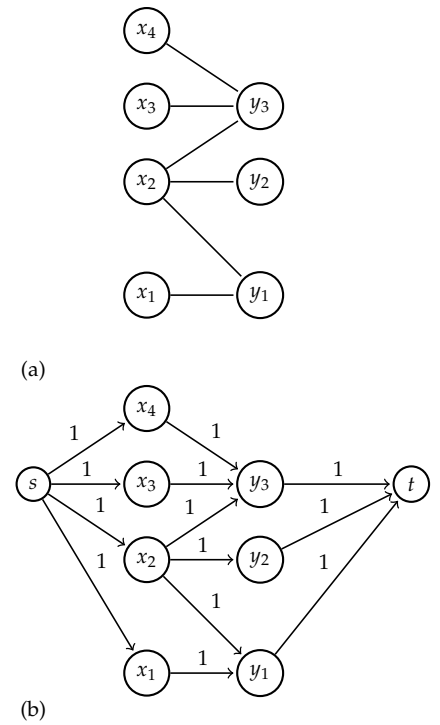 x₄
x₃ y₃
x₂ y₂
x₁ y₁
(a)
x₄
1 1
s 1 x₃ 1 y₃ 1 t
1 1 1
x₂ 1 y₂
1 1 1
x₁ 1 y₁
(b)